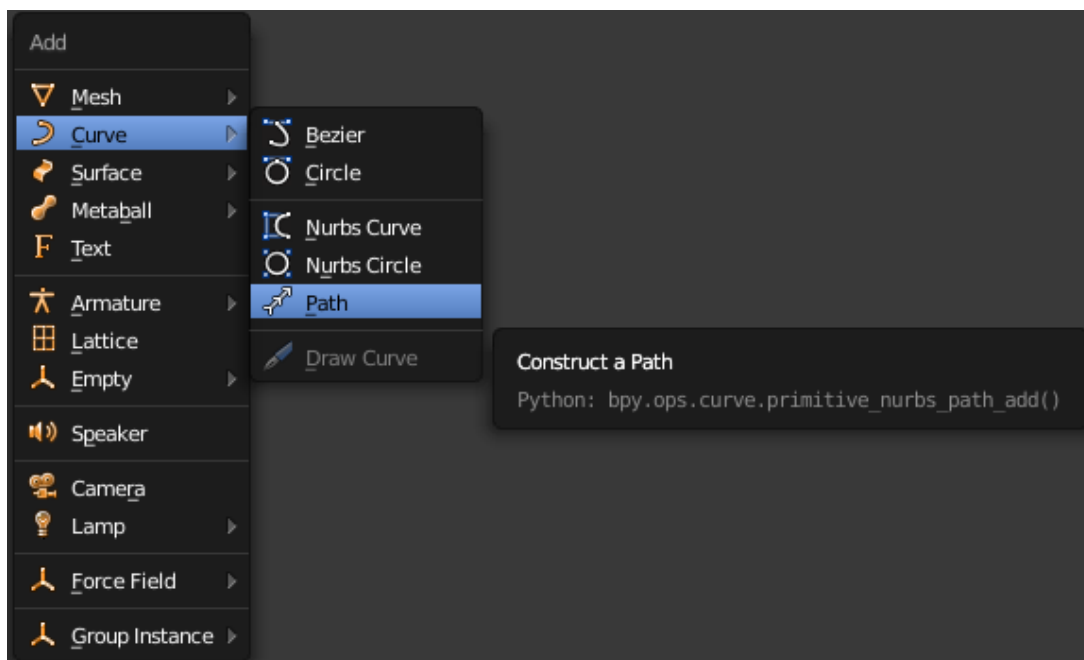 Add
Mesh
Curve
Surface
Metaball
Text
Armature
Lattice
Empty
Speaker
Camera
Lamp
Force Field
Group Instance
Bezier
Circle
Nurbs Curve
Nurbs Circle
Path
Draw Curve
Construct a Path
Python: bpy.ops.curve.primitive_nurbs_path_add()